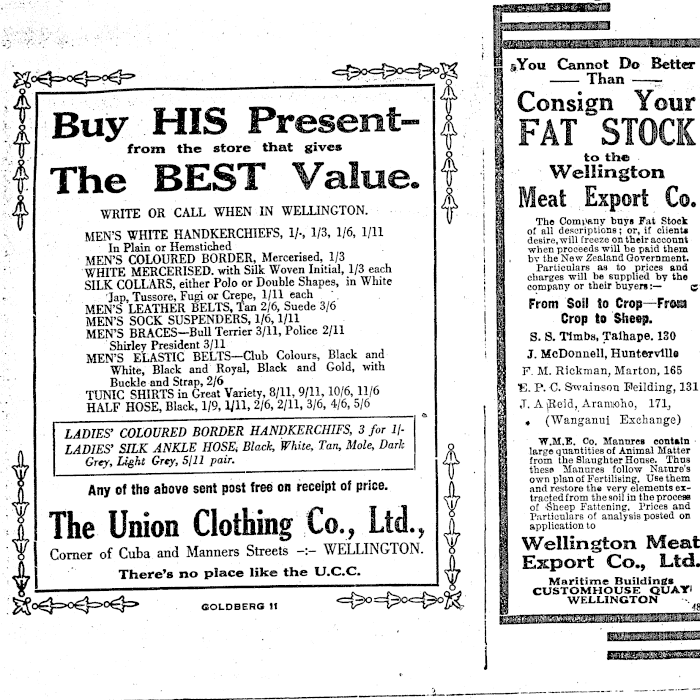 Buy HIS Present–
from the store that gives
The BEST Value.
WRITE OR CALL WHEN IN WELLINGTON.
MEN'S WHITE HANDKERCHIEFS, 1/-, 1/3, 1/6, 1/11
In Plain or Hemstiched
MEN'S COLOURED BORDER, Mercerised, 1/3
WHITE MERCERISED. with Silk Woven Initial, 1/3 each
SILK COLLARS, either Polo or Double Shapes, in White
Jap, Tussore, Fugi or Crepe, 1/11 each
MEN'S LEATHER BELTS, Tan 2/6, Suede 3/6
MEN'S SOCK SUSPENDERS, 1/6, 1/11
MEN'S BRACES—Bull Terrier 3/11, Police 2/11
Shirley President 3/11
MEN'S ELASTIC BELTS—Club Colours, Black and
White, Black and Royal, Black and Gold, with
Buckle and Strap, 2/6
TUNIC SHIRTS in Great Variety, 8/11, 9/11, 10/6, 11/6
HALF HOSE, Black, 1/9, 1/11, 2/6, 2/11, 3/6, 4/6, 5/6
LADIES' COLOURED BORDER HANDKERCHIFS, 3 for 1/-
LADIES' SILK ANKLE HOSE, Black, White, Tan, Mole, Dark
Grey, Light Grey, 5/11 pair.
Any of the above sent post free on receipt of price.
The Union Clothing Co., Ltd.,
Corner of Cuba and Manners Streets -:- WELLINGTON.
There's no place like the U.C.C.
GOLDBERG 11
You Cannot Do Better
— Than —
Consign Your
FAT STOCK
to the
Wellington
Meat Export Co.
The Company buys Fat Stock
of all descriptions; or, if clients
desire, will freeze on their account
when proceeds will be paid them
by the New Zealand Government.
Particulars as to prices and
charges will be supplied by the
company or their buyers:—
From Soil to Crop—From
Crop to Sheep.
S. S. Timbs, Taihape. 130
J. McDonnell, Hunterville
F. M. Rickman, Marton, 165
E. P. C. Swainson Feilding, 131
J. A Reid, Aramoho, 171,
(Wanganui Exchange)
W.M.E. Co. Manures contain
large quantities of Animal Matter
from the Slaughter House. Thus
these Manures follow Nature's
own plan of Fertilising. Use them
and restore the very elements ex-
tracted from the soil in the process
of Sheep Fattening. Prices and
Particulars of analysis posted on
application to
Wellington Meat
Export Co., Ltd.
Maritime Buildings
CUSTOMHOUSE QUAY
WELLINGTON